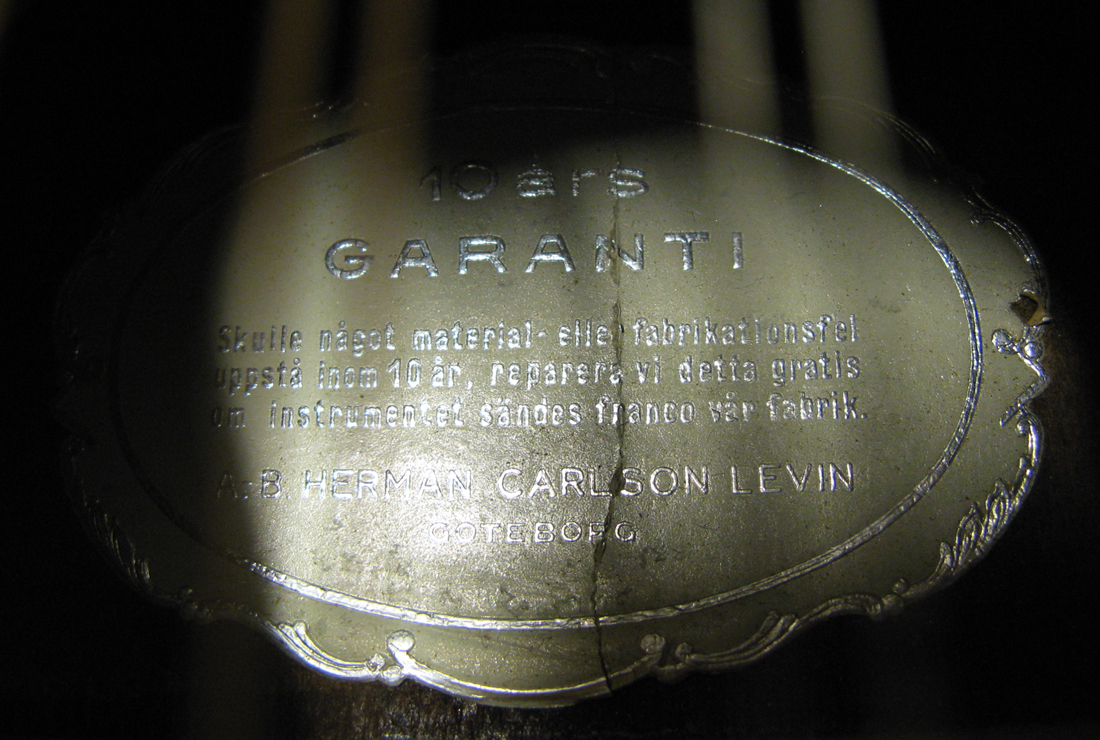 10 års
GARANTI
Skulle något material- eller fabrikationsfel
uppstå inom 10 år, reparera vi detta gratis
om instrumentet sändes franco vår fabrik.
A.-B. HERMAN CARLSON LEVIN
GÖTEBORG